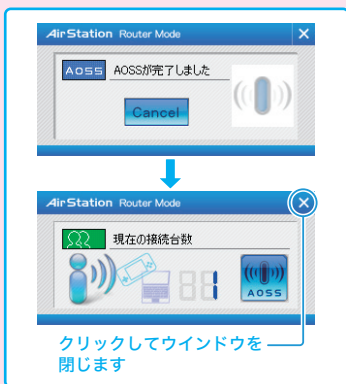 AirStation Router Mode
AOSS AOSSが完了しました
Cancel
AirStation Router Mode
現在の接続台数
1
AOSS
クリックしてウインドウを
閉じます